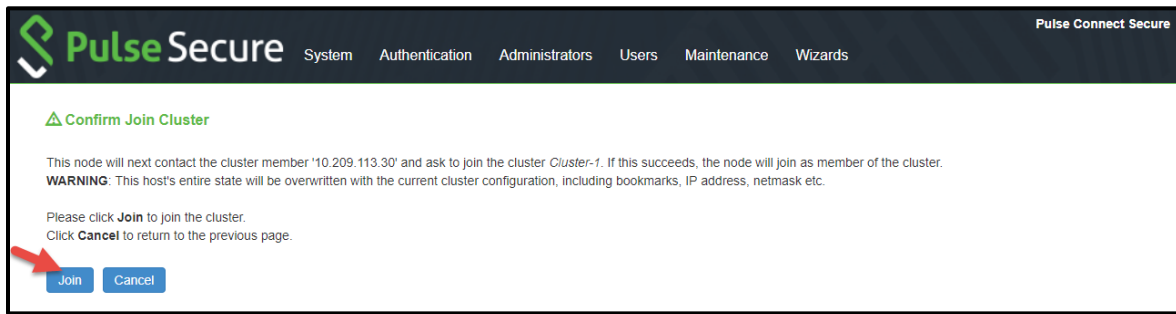 Pulse Connect Secure
Pulse Secure System Authentication Administrators Users Maintenance Wizards
Confirm Join Cluster
This node will next contact the cluster member '10.209.113.30' and ask to join the cluster Cluster-1. If this succeeds, the node will join as member of the cluster.
WARNING: This host's entire state will be overwritten with the current cluster configuration, including bookmarks, IP address, netmask etc.
Please click Join to join the cluster.
Click Cancel to return to the previous page.
Join Cancel